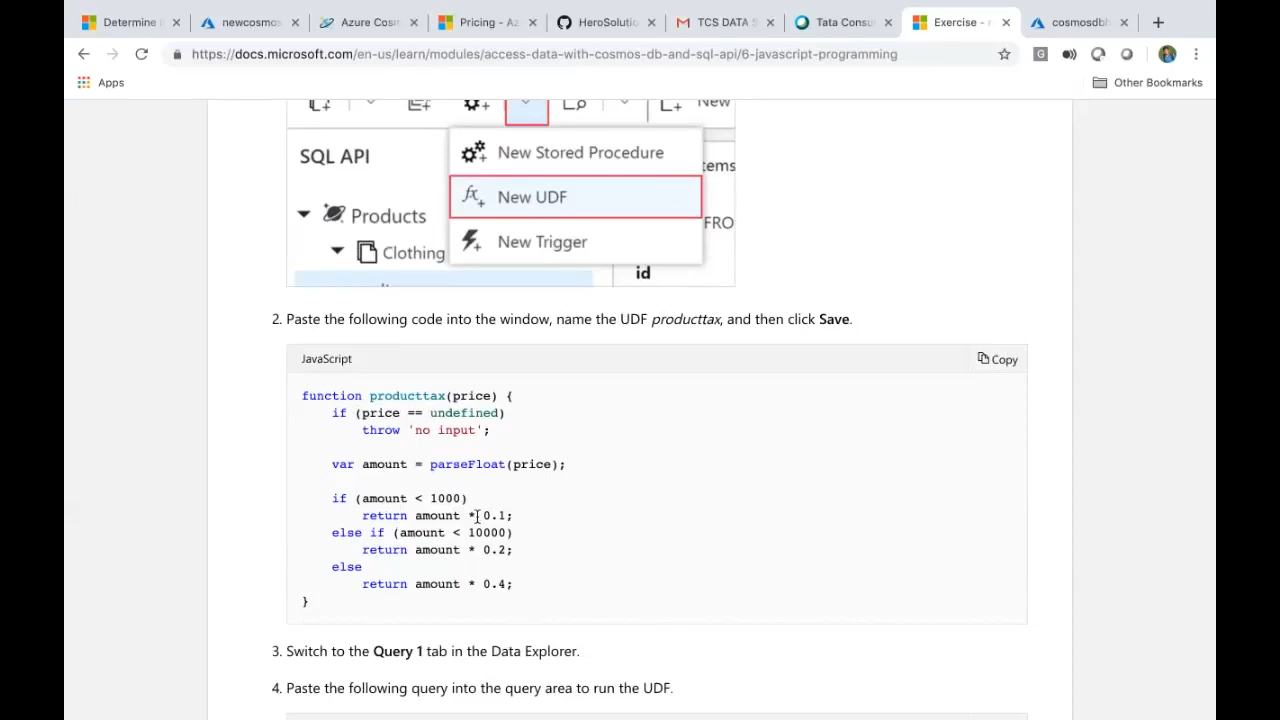 Determine
newcosmos
Azure Cosm
Pricing - Az
HeroSolutio
TCS DATA S
Tata Consu
Exercise -
cosmosdbh
https://docs.microsoft.com/en-us/learn/modules/access-data-with-cosmos-db-and-sql-api/6-javascript-programming
Apps
Other Bookmarks
New
SQL API
New Stored Procedure
tems
New UDF
Products
FRO
Clothing
New Trigger
id
2. Paste the following code into the window, name the UDF producttax, and then click Save.
JavaScript
Copy
function producttax(price) {
if (price == undefined)
throw 'no input';
var amount = parseFloat(price);
if (amount < 1000)
return amount * 0.1;
else if (amount < 10000)
return amount * 0.2;
else
return amount * 0.4;
}
3. Switch to the Query 1 tab in the Data Explorer.
4. Paste the following query into the query area to run the UDF.